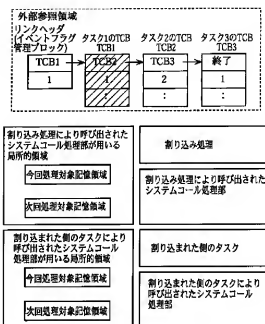 外部参照領域
リンクヘッダ
(イベントフラグ
管理ブロック)
タスク1のTCB
TCB1
タスク2のTCB
TCB2
タスク3のTCB
TCB3
TCB1
1
TCB2
1
:
TCB3
2
:
終了
1
:
割り込み処理により呼び出された
システムコール処理部が用いる
局所的領域
今回処理対象記憶領域
次回処理対象記憶領域
割り込み処理
割り込み処理により呼び出された
システムコール処理部
割り込まれた側のタスクにより
呼び出されたシステムコール
処理部が用いる局所的領域
今回処理対象記憶領域
次回処理対象記憶領域
割り込まれた側のタスク
割り込まれた側のタスクにより
呼び出されたシステムコール
処理部